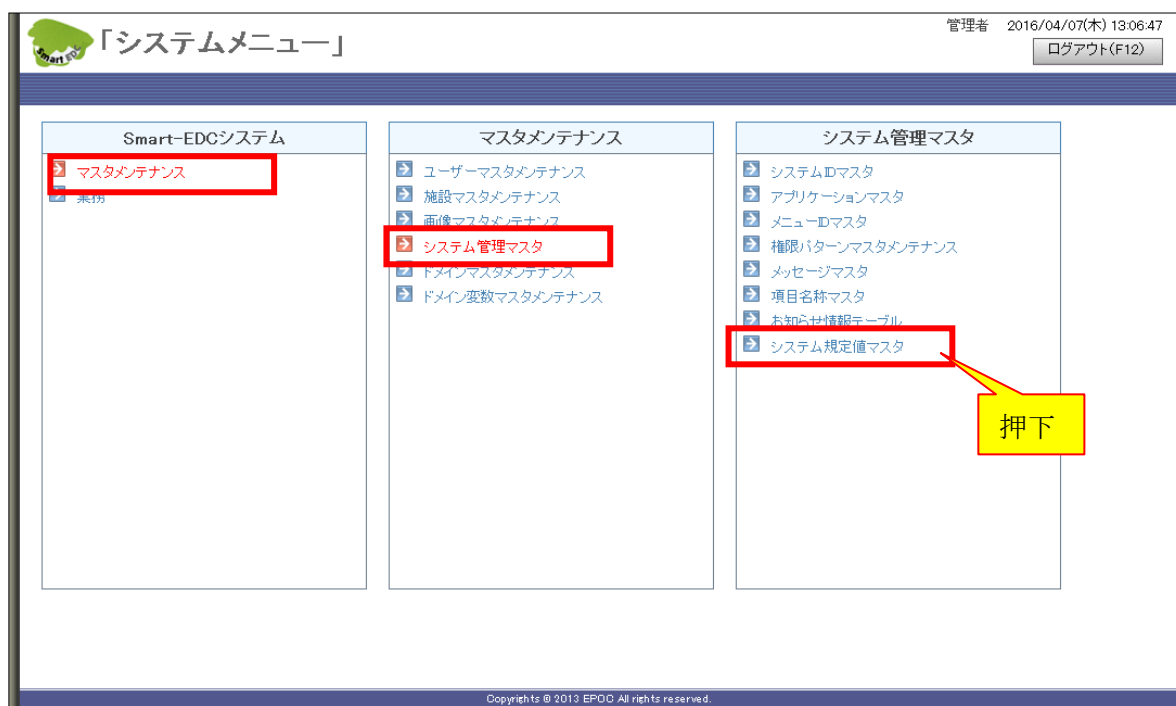 Smart EDC
「システムメニュー」
管理者 2016/04/07(木) 13:06:47
ログアウト(F12)
Smart-EDCシステム
マスタメンテナンス
業務
マスタメンテナンス
ユーザーマスタメンテナンス
施設マスタメンテナンス
画像マスタメンテナンス
システム管理マスタ
ドメインマスタメンテナンス
ドメイン変数マスタメンテナンス
システム管理マスタ
システムIDマスタ
アプリケーションマスタ
メニューIDマスタ
権限パターンマスタメンテナンス
メッセージマスタ
項目名称マスタ
お知らせ情報テーブル
システム規定値マスタ
押下
Copyrights © 2013 EPOC All rights reserved.